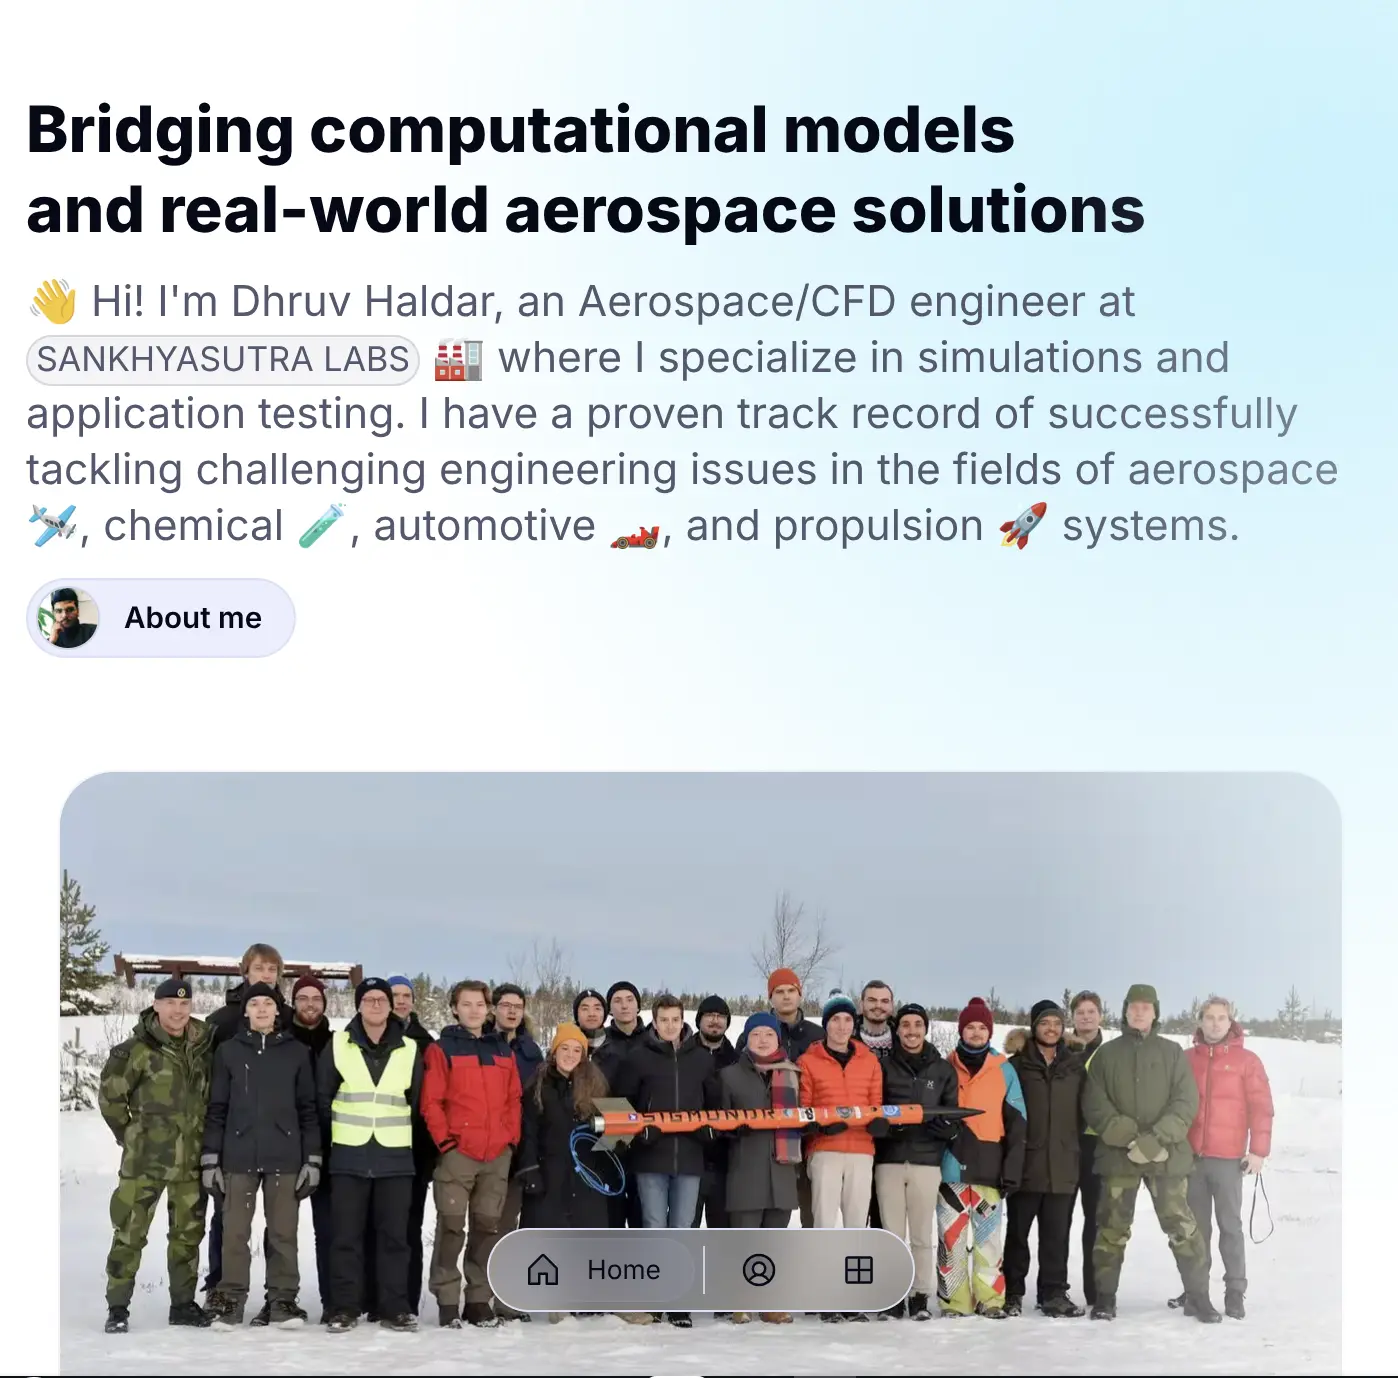 Bridging computational models
and real-world aerospace solutions
👋 Hi! I'm Dhruv Haldar, an Aerospace/CFD engineer at
SANKHYASUTRA LABS 🏭 where I specialize in simulations and
application testing. I have a proven track record of successfully
tackling challenging engineering issues in the fields of aerospace
🛩️, chemical 🧪, automotive 🏎️, and propulsion 🚀 systems.
About me
SIGMUNDR
Home